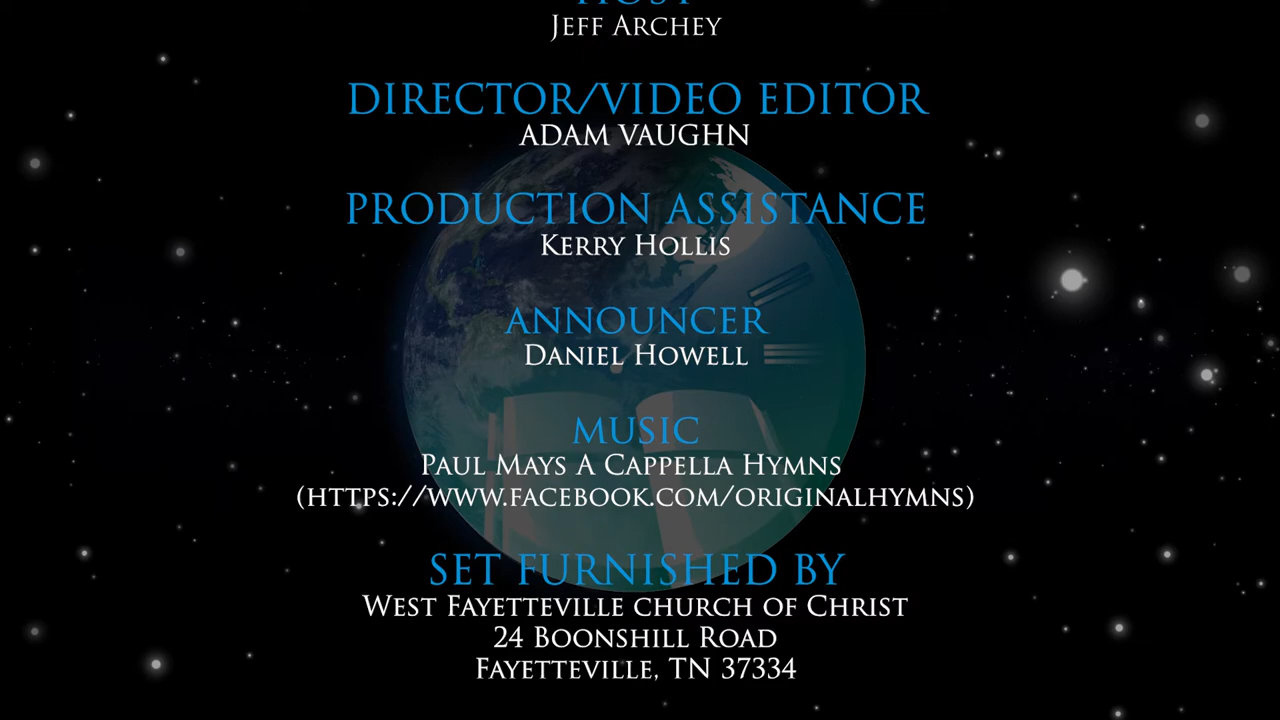 HOST
Jeff Archey
DIRECTOR/VIDEO EDITOR
ADAM VAUGHN
PRODUCTION ASSISTANCE
Kerry Hollis
ANNOUNCER
Daniel Howell
MUSIC
Paul Mays A Cappella Hymns
(https://www.facebook.com/originalhymns)
SET FURNISHED BY
West Fayetteville church of Christ
24 Boonshill Road
Fayetteville, TN 37334